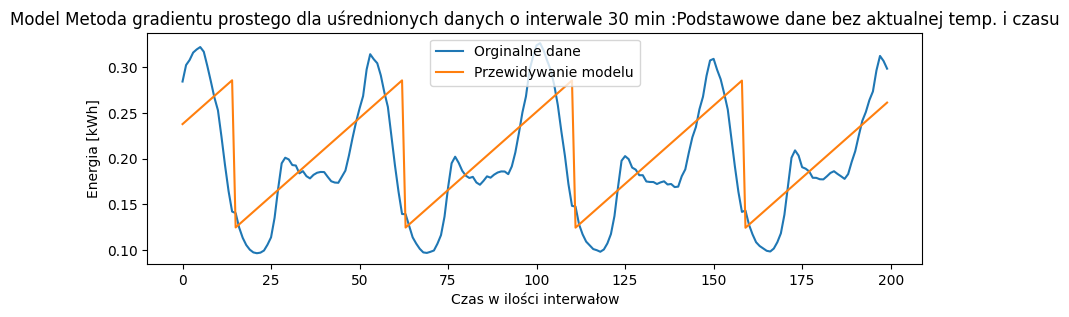 Model Metoda gradientu prostego dla uśrednionych danych o interwale 30 min :Podstawowe dane bez aktualnej temp. i czasu
Orginalne dane
Przewidywanie modelu
Energia [kWh]
0.30
0.25
0.20
0.15
0.10
0 25 50 75 100 125 150 175 200
Czas w ilości interwałow